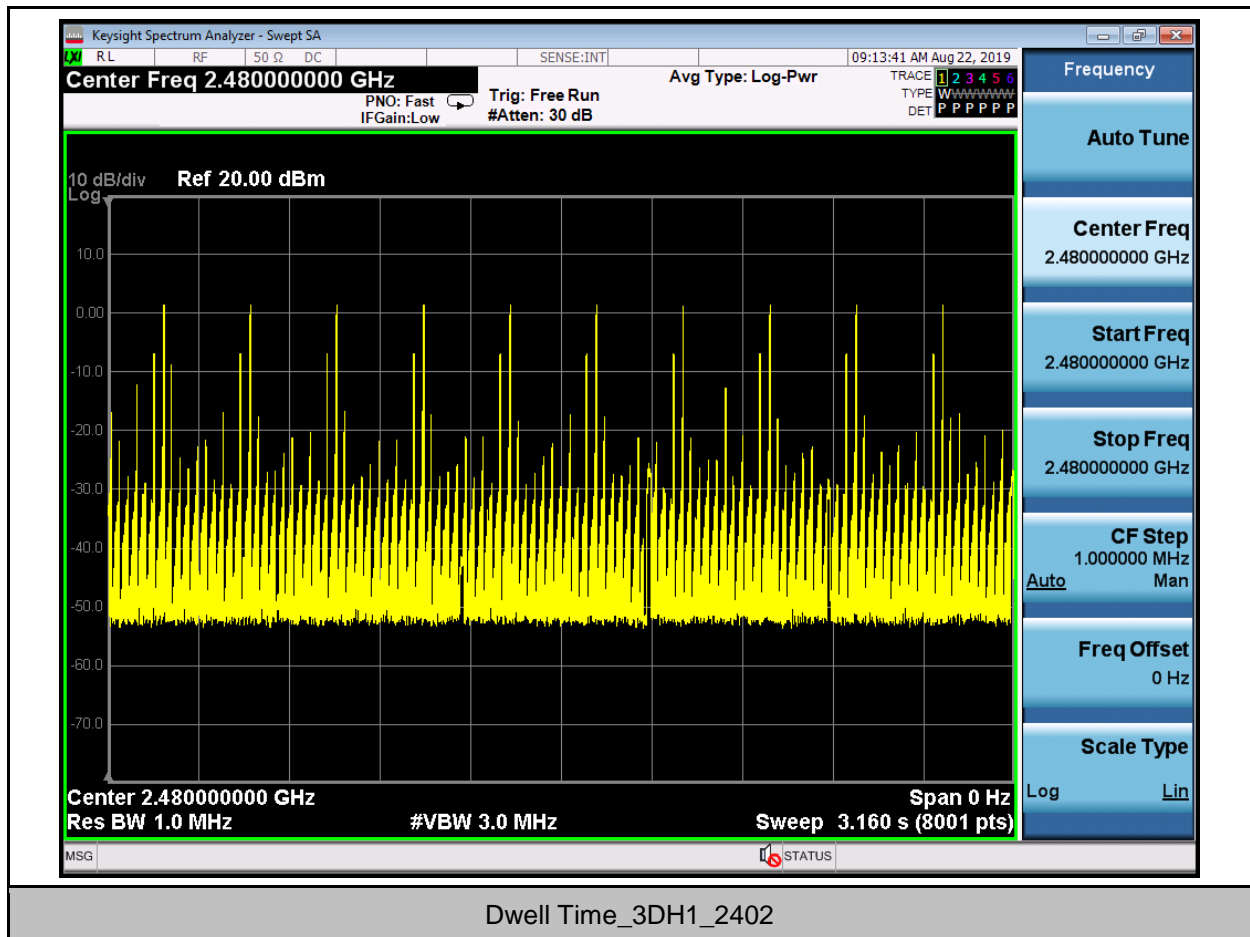 Keysight Spectrum Analyzer - Swept SA
LXI RL RF 50 Ω DC SENSE:INT 09:13:41 AM Aug 22, 2019
Center Freq 2.480000000 GHz
PNO: Fast
IFGain:Low
Trig: Free Run
#Atten: 30 dB
Avg Type: Log-Pwr
TRACE 1 2 3 4 5 6
TYPE WWWWWW
DET P P P P P P
10 dB/div Ref 20.00 dBm
Log
10.0
0.00
-10.0
-20.0
-30.0
-40.0
-50.0
-60.0
-70.0
Center 2.480000000 GHz Span 0 Hz
Res BW 1.0 MHz #VBW 3.0 MHz Sweep 3.160 s (8001 pts)
MSG STATUS
Frequency
Auto Tune
Center Freq
2.480000000 GHz
Start Freq
2.480000000 GHz
Stop Freq
2.480000000 GHz
CF Step
1.000000 MHz
Auto Man
Freq Offset
0 Hz
Scale Type
Log Lin
Dwell Time_3DH1_2402